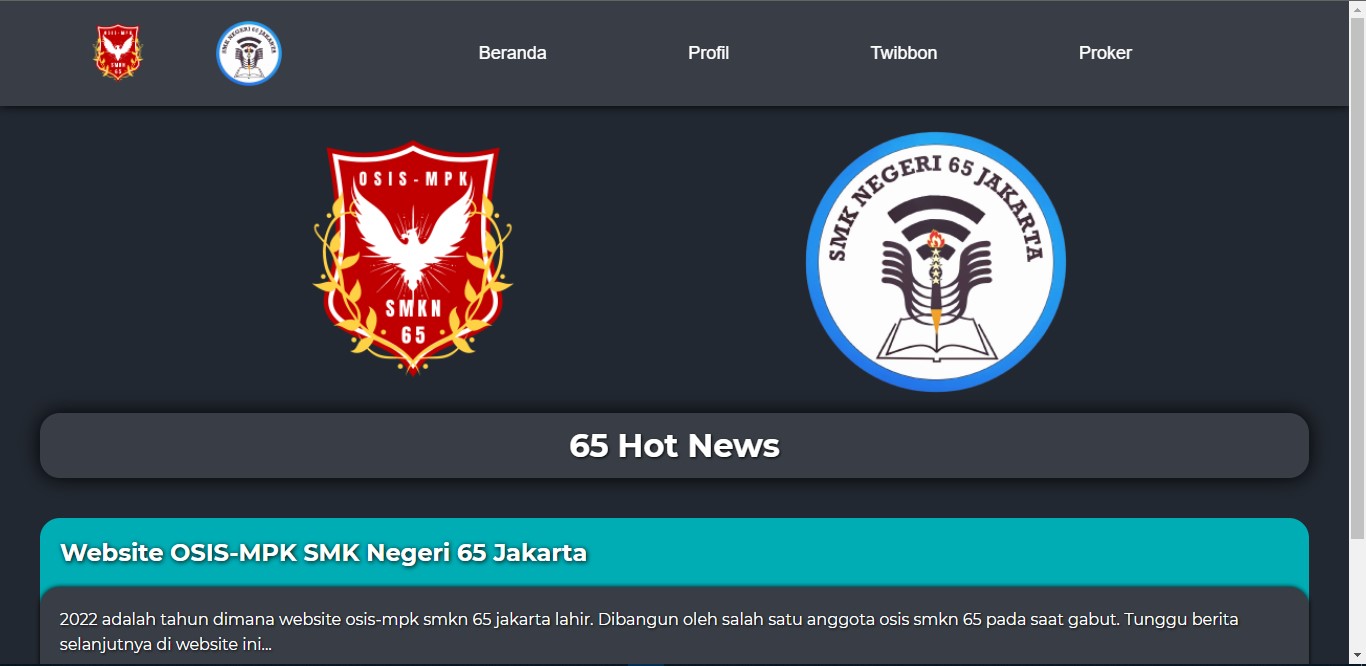 OSIS-MPK
SMKN
65
SMK NEGERI 65 JAKARTA
Beranda
Profil
Twibbon
Proker
OSIS-MPK
SMKN
65
SMK NEGERI 65 JAKARTA
65 Hot News
Website OSIS-MPK SMK Negeri 65 Jakarta
2022 adalah tahun dimana website osis-mpk smkn 65 jakarta lahir. Dibangun oleh salah satu anggota osis smkn 65 pada saat gabut. Tunggu berita
selanjutnya di website ini...